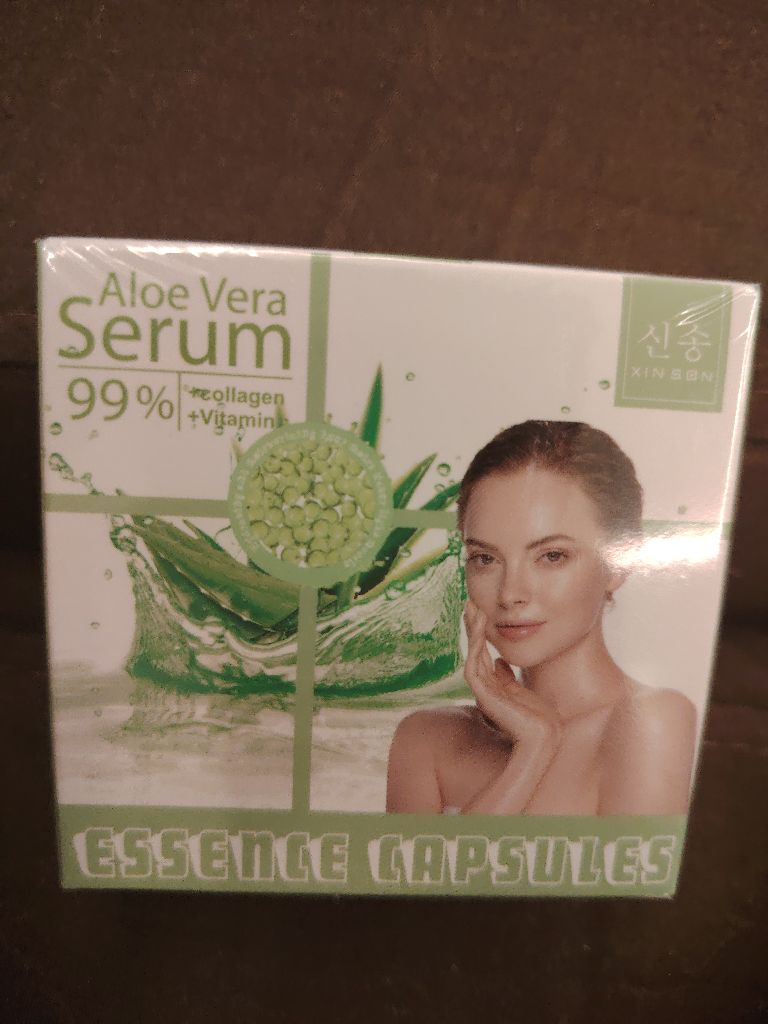 Aloe Vera
Serum
99%
+collagen
+Vitamin
신송
XIN SON
ESSENCE CAPSULES